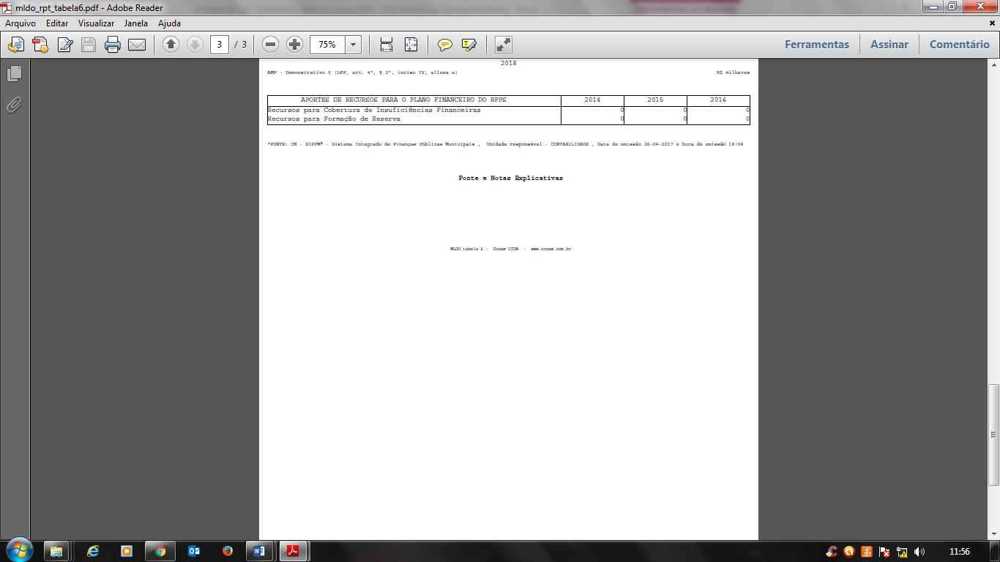 mldo_rpt_tabela6.pdf - Adobe Reader
Arquivo Editar Visualizar Janela Ajuda
3 / 3 75% Ferramentas Assinar Comentário
2018
AMF - Demonstrativo 6 (LRF, art. 4°, § 2°, inciso IV, alínea a) R$ milhares
APORTES DE RECURSOS PARA O PLANO FINANCEIRO DO RPPS 2014 2015 2016
Recursos para Cobertura de Insuficiências Financeiras 0 0 0
Recursos para Formação de Reserva 0 0 0
*FONTE: CN - SIFPM® - Sistema Integrado de Finanças Públicas Municipais , Unidade responsável - CONTABILIDADE , Data de emissão 26-04-2017 e hora de emissão 18:04
Fonte e Notas Explicativas
MLDO tabela 6 - Conam LTDA - www.conam.com.br
11:56